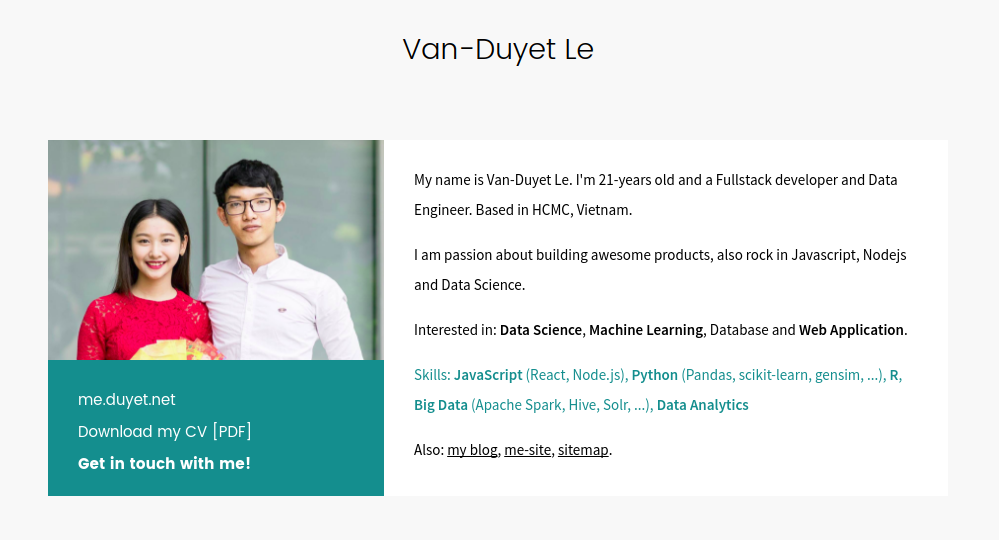 Van-Duyet Le
My name is Van-Duyet Le. I'm 21-years old and a Fullstack developer and Data
Engineer. Based in HCMC, Vietnam.
I am passion about building awesome products, also rock in Javascript, Nodejs
and Data Science.
Interested in: Data Science, Machine Learning, Database and Web Application.
Skills: JavaScript (React, Node.js), Python (Pandas, scikit-learn, gensim, ...), R,
Big Data (Apache Spark, Hive, Solr, ...), Data Analytics
Also: my blog, me-site, sitemap.
me.duyet.net
Download my CV [PDF]
Get in touch with me!